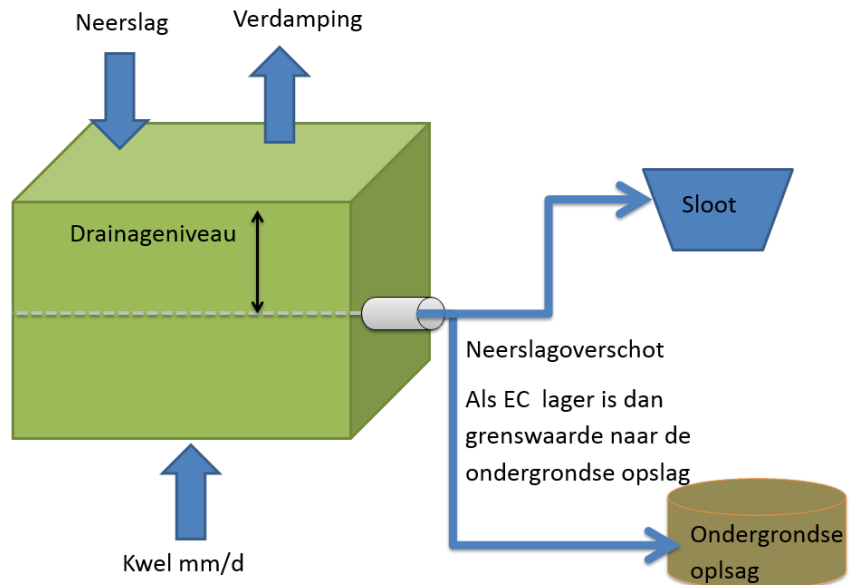 Neerslag
Verdamping
Drainageniveau
Sloot
Neerslagoverschot
Als EC lager is dan
grenswaarde naar de
ondergrondse opslag
Ondergrondse
oplsag
Kwel mm/d